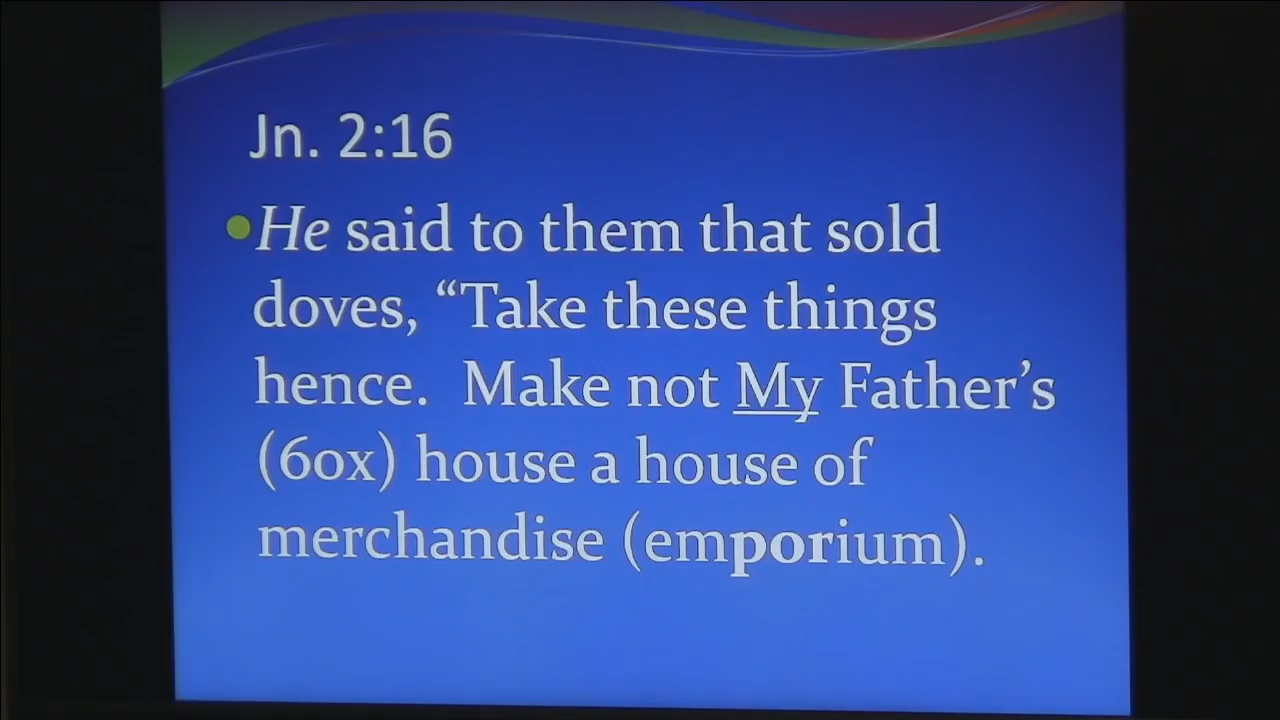 Jn. 2:16
•He said to them that sold
doves, “Take these things
hence.  Make not My Father’s
(60x) house a house of
merchandise (emporium).